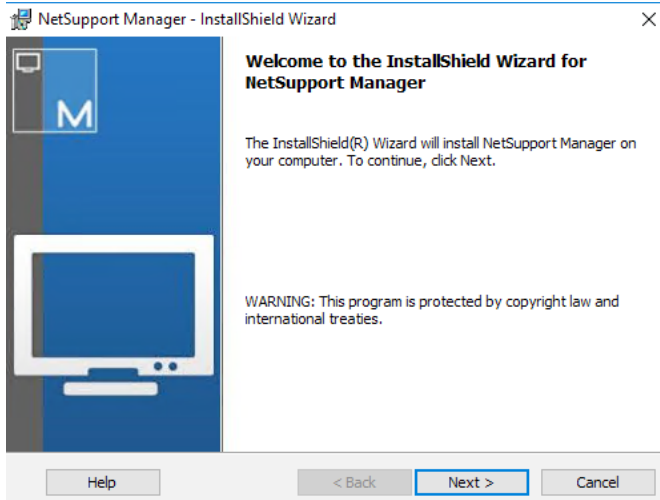 NetSupport Manager - InstallShield Wizard
M
Welcome to the InstallShield Wizard for
NetSupport Manager
The InstallShield(R) Wizard will install NetSupport Manager on
your computer. To continue, click Next.
WARNING: This program is protected by copyright law and
international treaties.
Help
< Back
Next >
Cancel